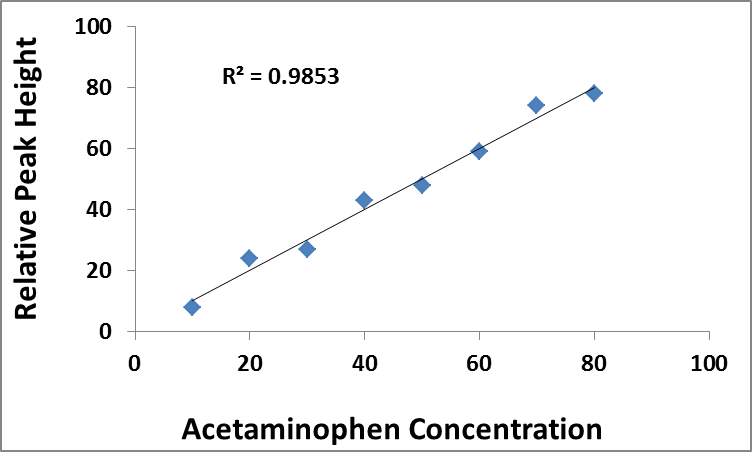 Relative Peak Height
100
80
60
40
20
0
R² = 0.9853
0 20 40 60 80 100
Acetaminophen Concentration